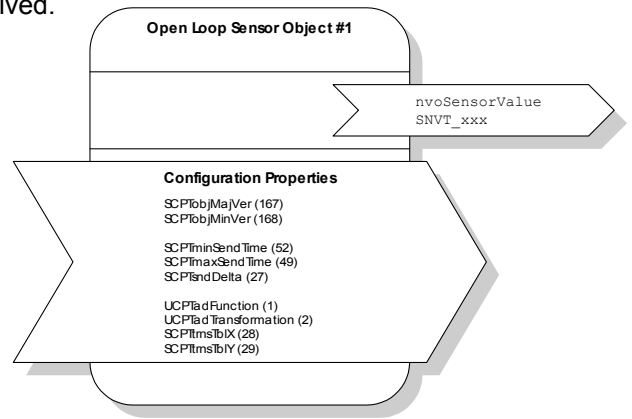 ived.
Open Loop Sensor Object #1
nvoSensorValue
SNVT_xxx
Configuration Properties
SCPTobjMajVer (167)
SCPTobjMinVer (168)
SCPTminSendTime (52)
SCPTmaxSendTime (49)
SCPTsndDelta (27)
UCPTadFunction (1)
UCPTadTransformation (2)
SCPTtrnsTblX (28)
SCPTtrnsTblY (29)